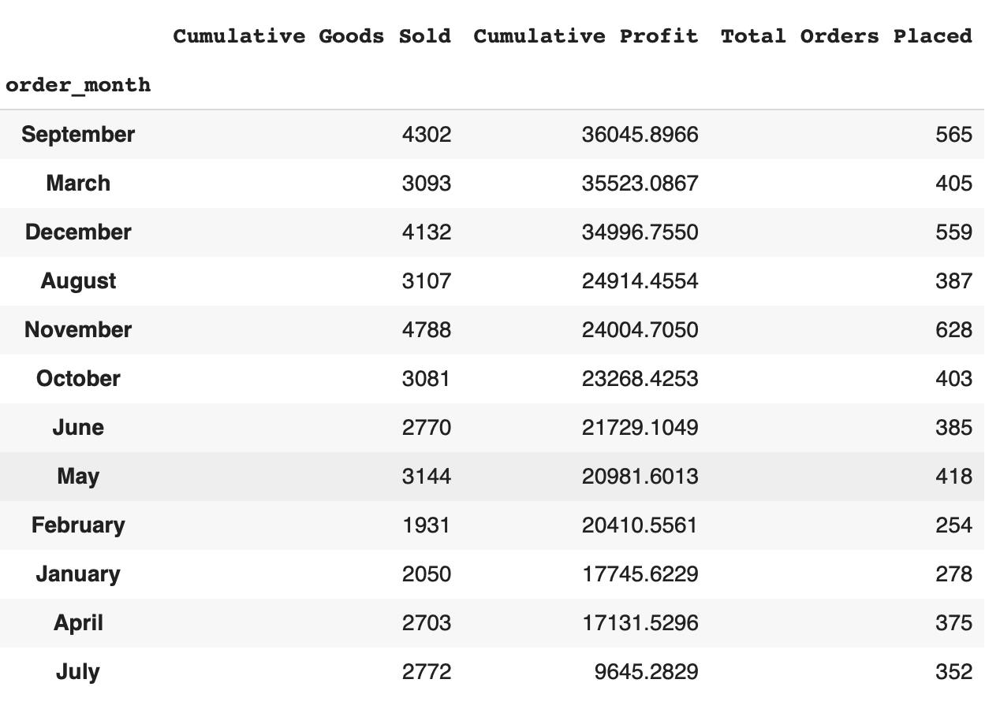 Cumulative Goods Sold Cumulative Profit Total Orders Placed
order_month
September 4302 36045.8966 565
March 3093 35523.0867 405
December 4132 34996.7550 559
August 3107 24914.4554 387
November 4788 24004.7050 628
October 3081 23268.4253 403
June 2770 21729.1049 385
May 3144 20981.6013 418
February 1931 20410.5561 254
January 2050 17745.6229 278
April 2703 17131.5296 375
July 2772 9645.2829 352